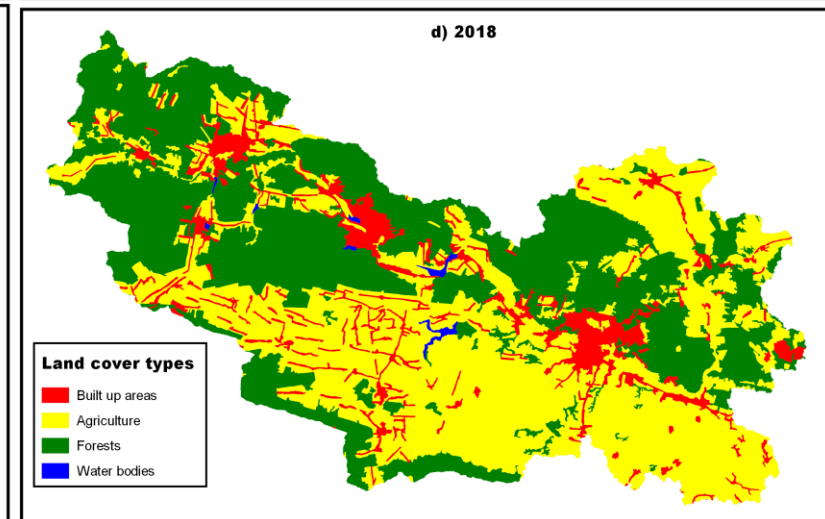 d) 2018
Land cover types
Built up areas
Agriculture
Forests
Water bodies